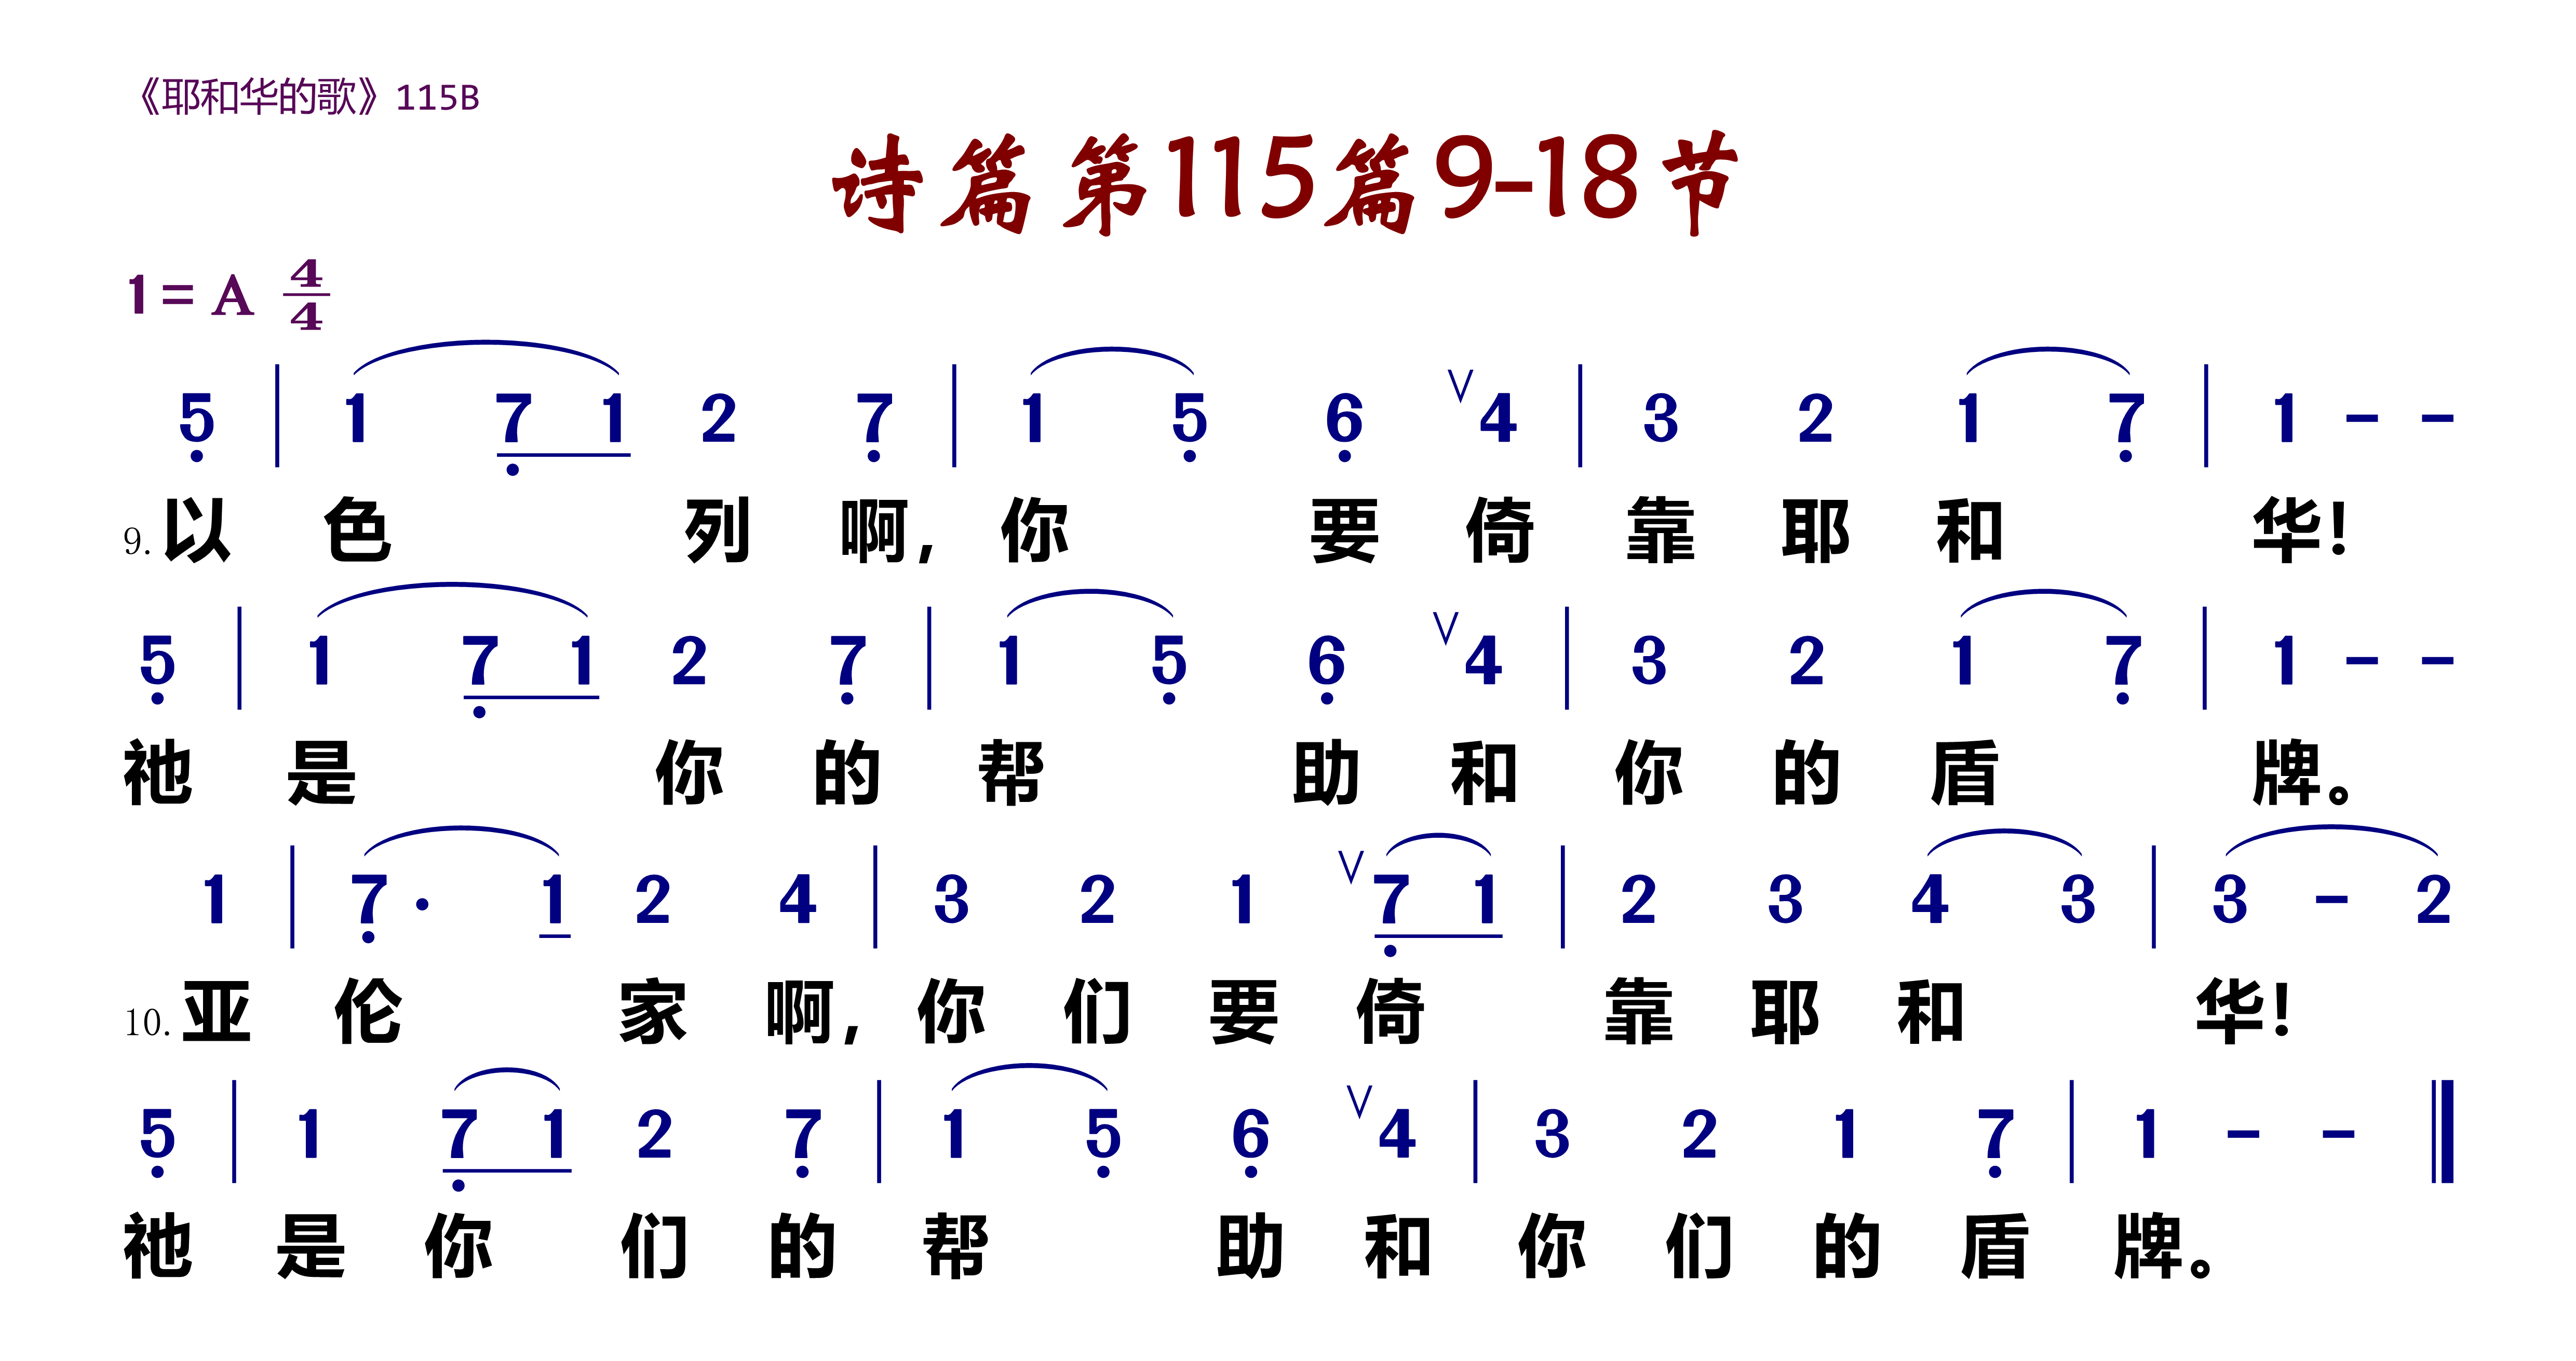 《耶和华的歌》115B
诗篇第115篇9-18节
1=A 4/4
5̣ | 1 7̣ 1 2 7̣ | 1 5̣ 6̣ ∨4 | 3 2 1 7̣ | 1 - -
9.以色列啊,你要倚靠耶和华!
5̣ | 1 7̣ 1 2 7̣ | 1 5̣ 6̣ ∨4 | 3 2 1 7̣ | 1 - -
祂是你的帮助和你的盾牌。
1 | 7̣· 1 2 4 | 3 2 1 ∨7̣ 1 | 2 3 4 3 | 3 - 2
10.亚伦家啊,你们要倚靠耶和华!
5̣ | 1 7̣ 1 2 7̣ | 1 5̣ 6̣ ∨4 | 3 2 1 7̣ | 1 - - ‖
祂是你们的帮助和你们的盾牌。